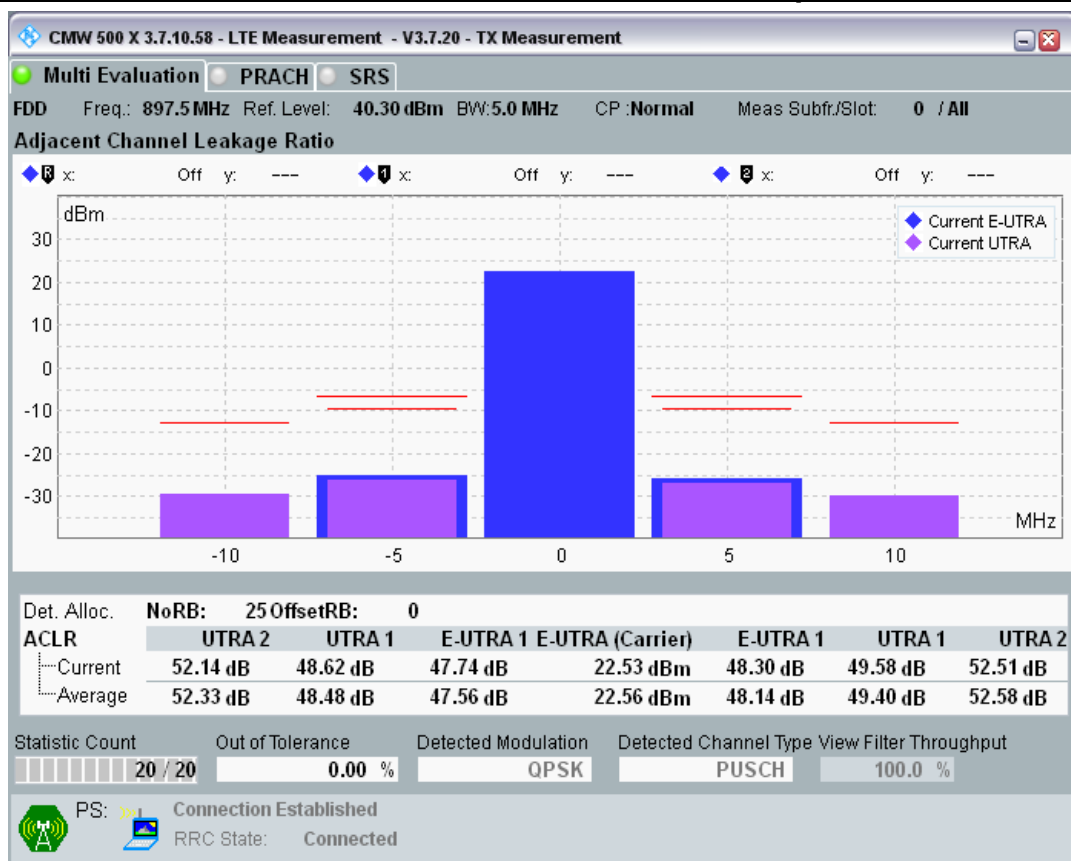 CMW 500 X 3.7.10.58 - LTE Measurement - V3.7.20 - TX Measurement
Multi Evaluation PRACH SRS
FDD Freq.: 897.5 MHz Ref. Level: 40.30 dBm BW:5.0 MHz CP :Normal Meas Subfr./Slot: 0 / All
Adjacent Channel Leakage Ratio
R x: Off y: --- 1 x: Off y: --- 2 x: Off y: ---
dBm
Current E-UTRA
Current UTRA
30
20
10
0
-10
-20
-30
MHz
-10 -5 0 5 10
Det. Alloc. NoRB: 25 OffsetRB: 0
ACLR UTRA 2 UTRA 1 E-UTRA 1 E-UTRA (Carrier) E-UTRA 1 UTRA 1 UTRA 2
Current 52.14 dB 48.62 dB 47.74 dB 22.53 dBm 48.30 dB 49.58 dB 52.51 dB
Average 52.33 dB 48.48 dB 47.56 dB 22.56 dBm 48.14 dB 49.40 dB 52.58 dB
Statistic Count Out of Tolerance Detected Modulation Detected Channel Type View Filter Throughput
20 / 20 0.00 % QPSK PUSCH 100.0 %
PS: Connection Established
RRC State: Connected